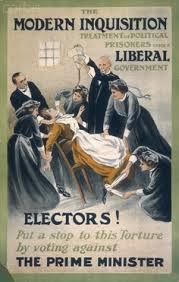 THE
MODERN INQUISITION
TREATMENT OF POLITICAL
PRISONERS UNDER A
LIBERAL
GOVERNMENT
ELECTORS!
Put a stop to this Torture
by voting against
THE PRIME MINISTER